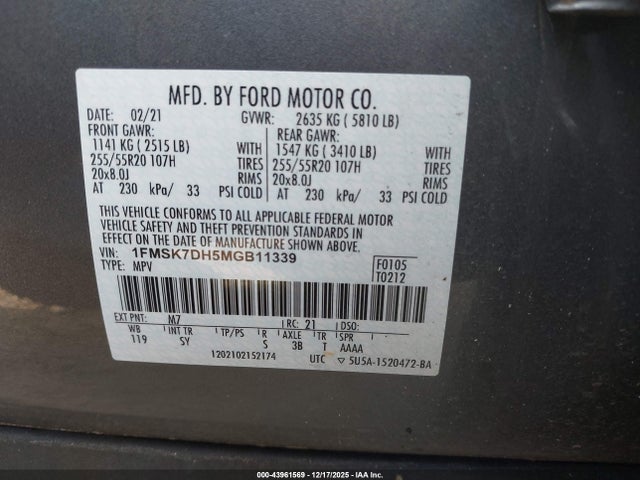 MFD. BY FORD MOTOR CO.
DATE: 02/21 GVWR: 2635 KG ( 5810 LB)
FRONT GAWR: REAR GAWR:
1141 KG ( 2515 LB) WITH 1547 KG ( 3410 LB) WITH
255/55R20 107H TIRES 255/55R20 107H TIRES
20x8.0J RIMS 20x8.0J RIMS
AT 230 kPa/ 33 PSI COLD AT 230 kPa/ 33 PSI COLD
THIS VEHICLE CONFORMS TO ALL APPLICABLE FEDERAL MOTOR
VEHICLE SAFETY AND THEFT PREVENTION STANDARDS IN
EFFECT ON THE DATE OF MANUFACTURE SHOWN ABOVE.
VIN: 1FMSK7DH5MGB11339 F0105
TYPE: MPV T0212
EXT PNT: M7 RC: 21 DSO:
WB INT TR TP/PS R AXLE TR SPR
119 SY S 3B T AAAA
1202102152174 UTC ▽ 5U5A-1520472-BA
000-43961569 - 12/17/2025 - IAA Inc.